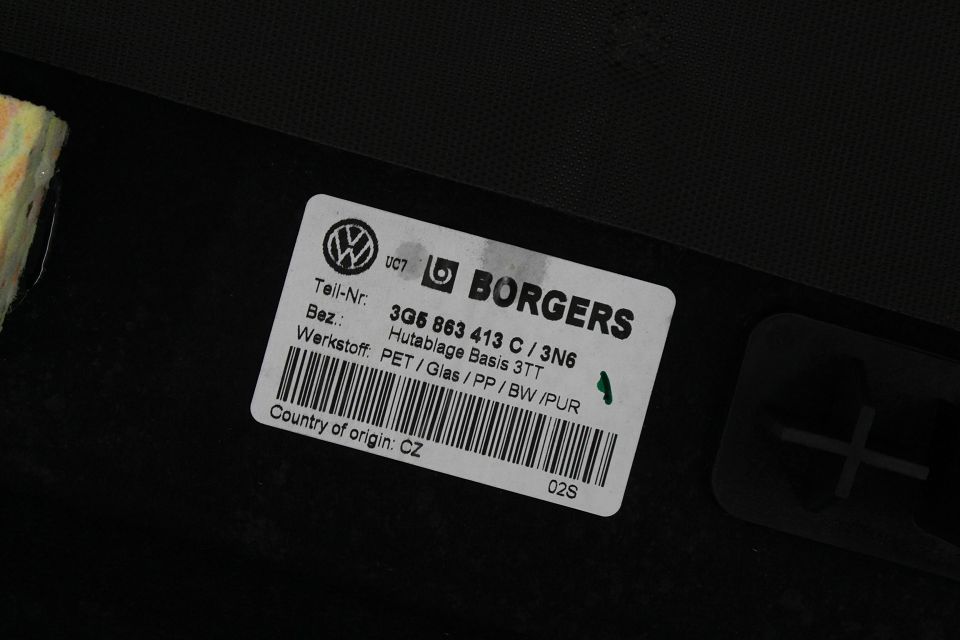 VW
UC7 b BORGERS
Teil-Nr: 3G5 863 413 C / 3N6
Bez.: Hutablage Basis 3TT
Werkstoff: PET / Glas / PP / BW /PUR
Country of origin: CZ
02S